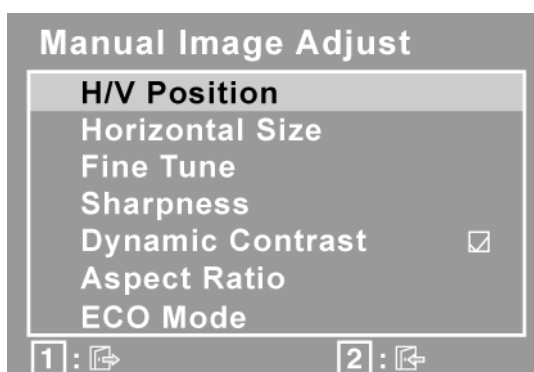 Manual Image Adjust
H/V Position
Horizontal Size
Fine Tune
Sharpness
Dynamic Contrast
Aspect Ratio
ECO Mode
1 : 2 :